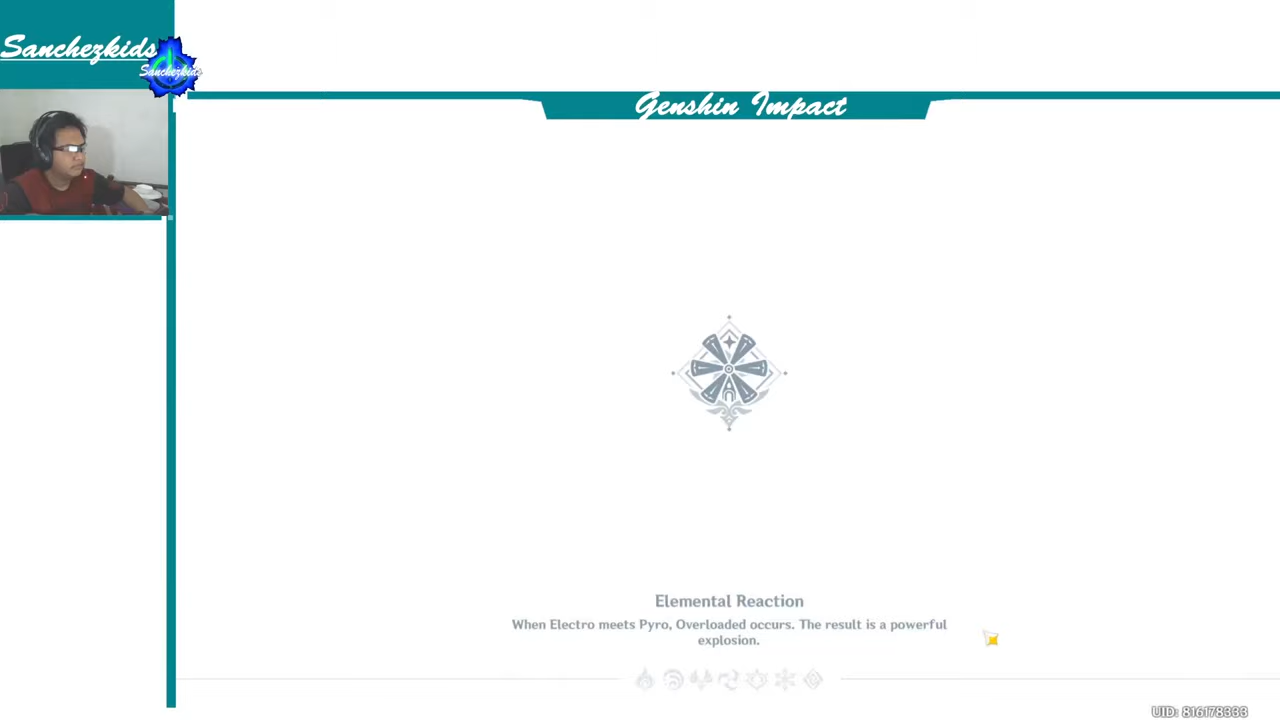 Sanchezkids
Sanchezkids
Genshin Impact
Elemental Reaction
When Electro meets Pyro, Overloaded occurs. The result is a powerful
explosion.
UID: 816178333